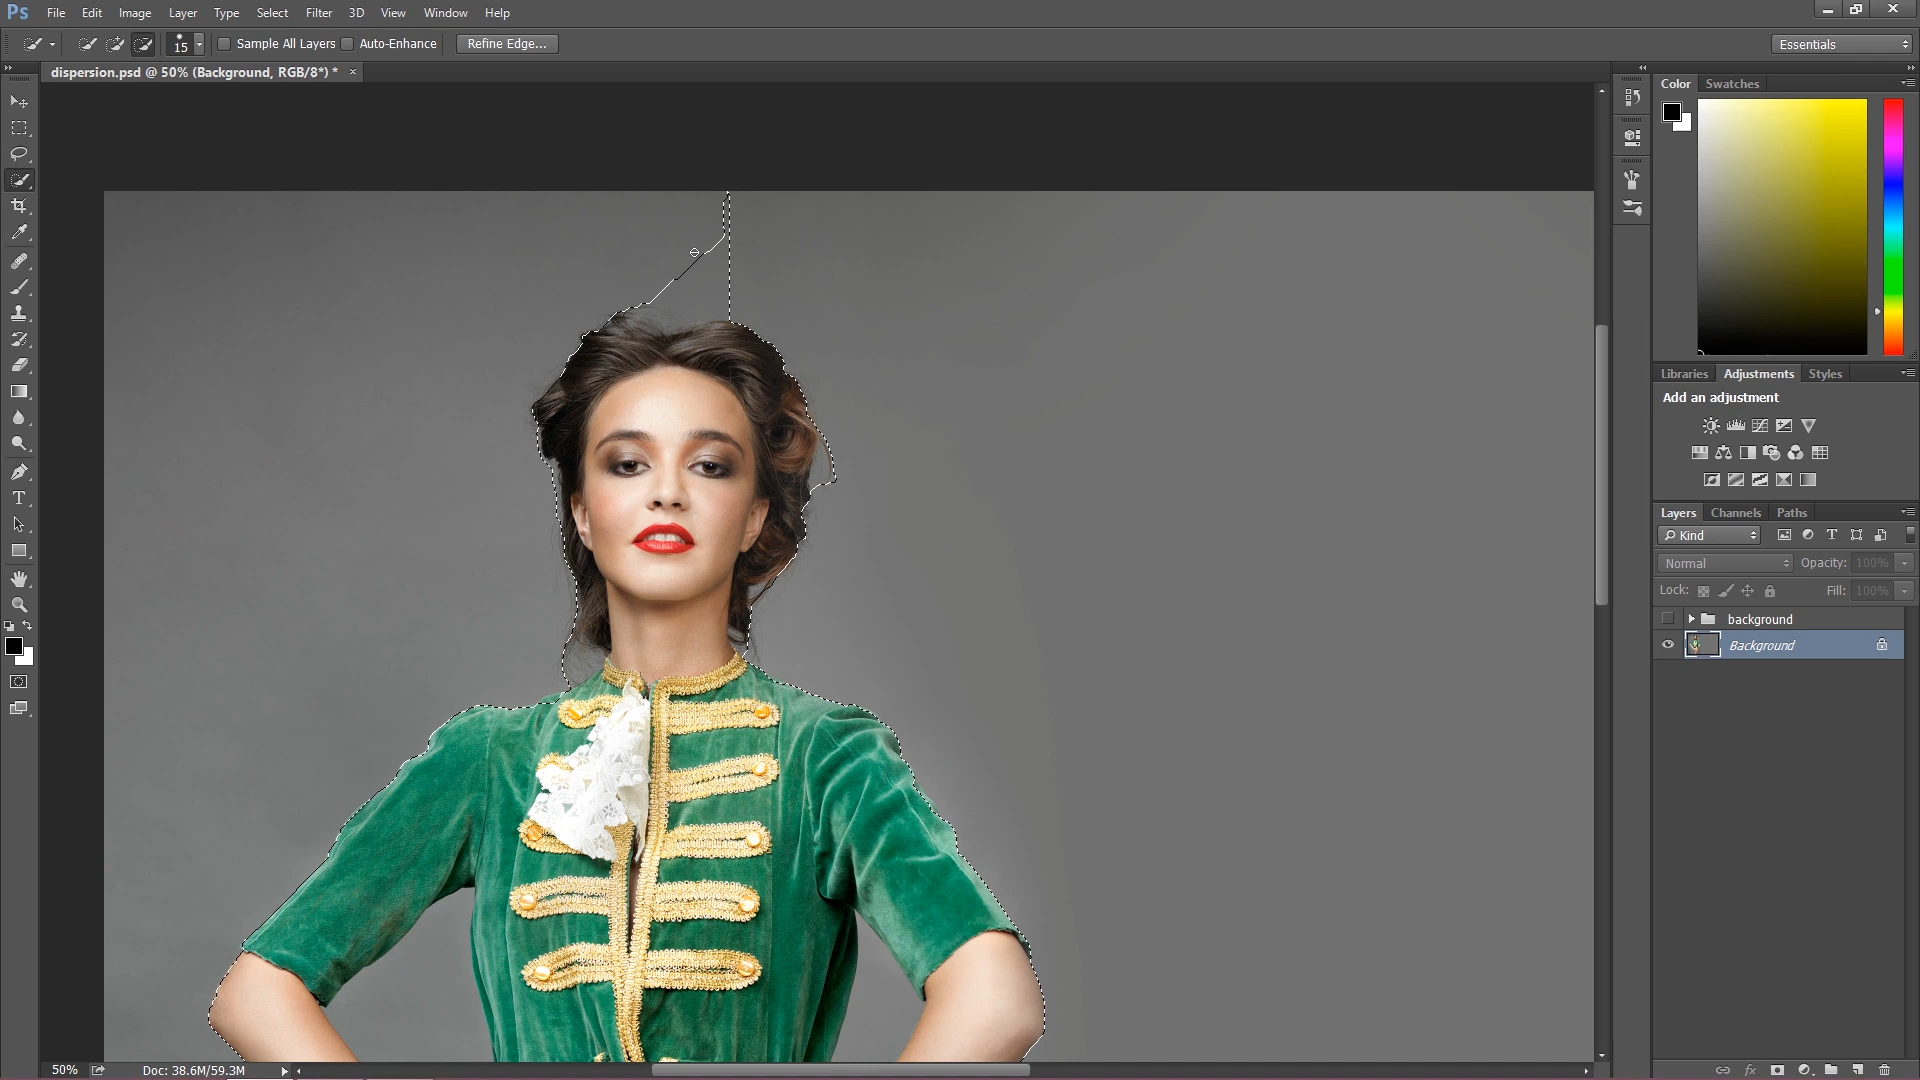 Ps File Edit Image Layer Type Select Filter 3D View Window Help
15 Sample All Layers Auto-Enhance Refine Edge... Essentials
dispersion.psd @ 50% (Background, RGB/8*) * ×
Color Swatches
Libraries Adjustments Styles
Add an adjustment
Layers Channels Paths
Kind T
Normal Opacity: 100%
Lock: Fill: 100%
background
Background
T
50% Doc: 38.6M/59.3M
fx